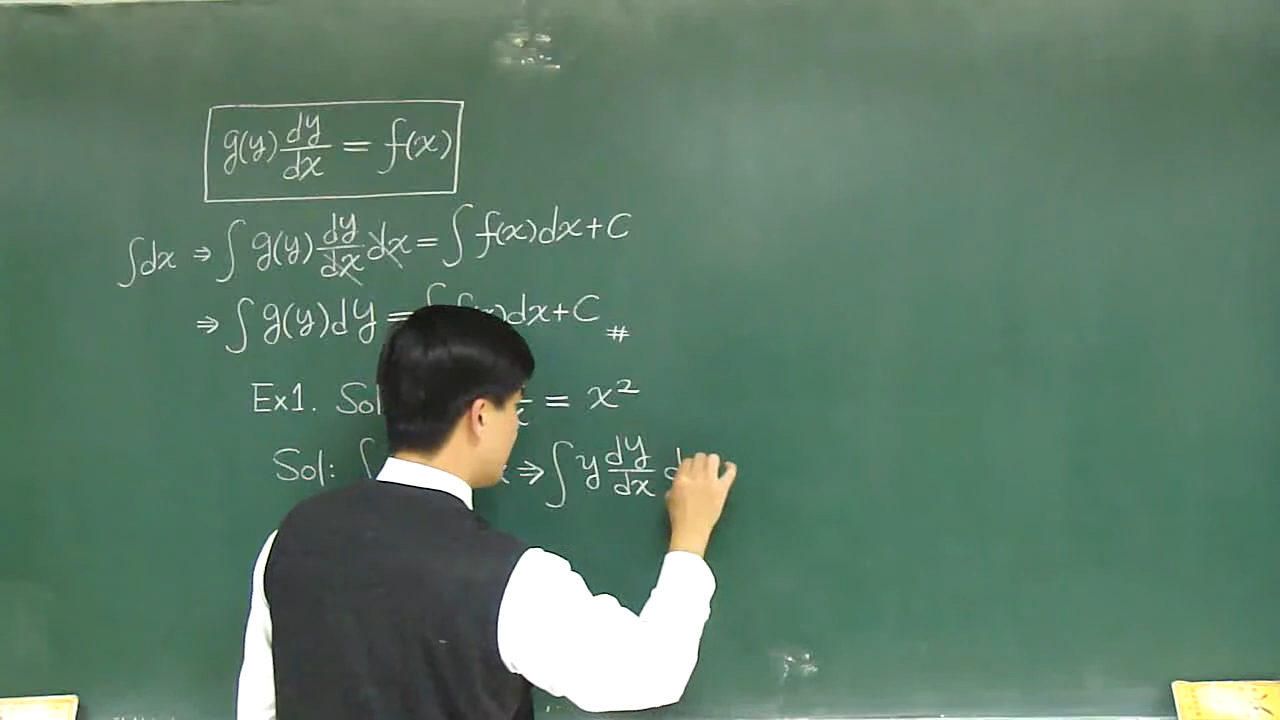 g(y) dy/dx = f(x)
∫dx ⇒ ∫ g(y) dy/dx dx = ∫ f(x)dx + C
⇒ ∫ g(y)dy = ∫ f(x)dx + C #
Ex1. Sol = x²
Sol: ∫ ⇒ ∫ y dy/dx d